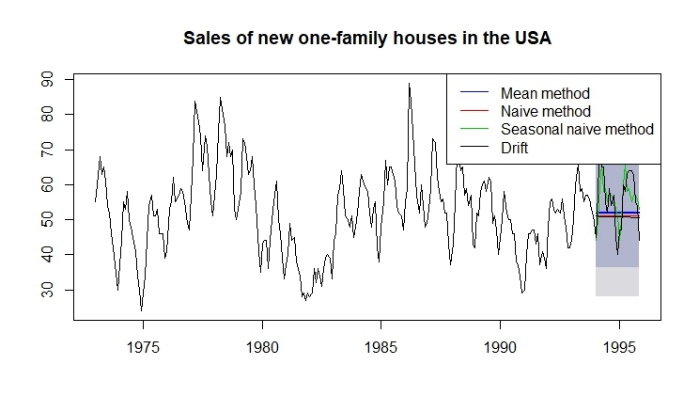 Sales of new one-family houses in the USA
90
80
70
60
50
40
30
Mean method
Naive method
Seasonal naive method
Drift
1975
1980
1985
1990
1995